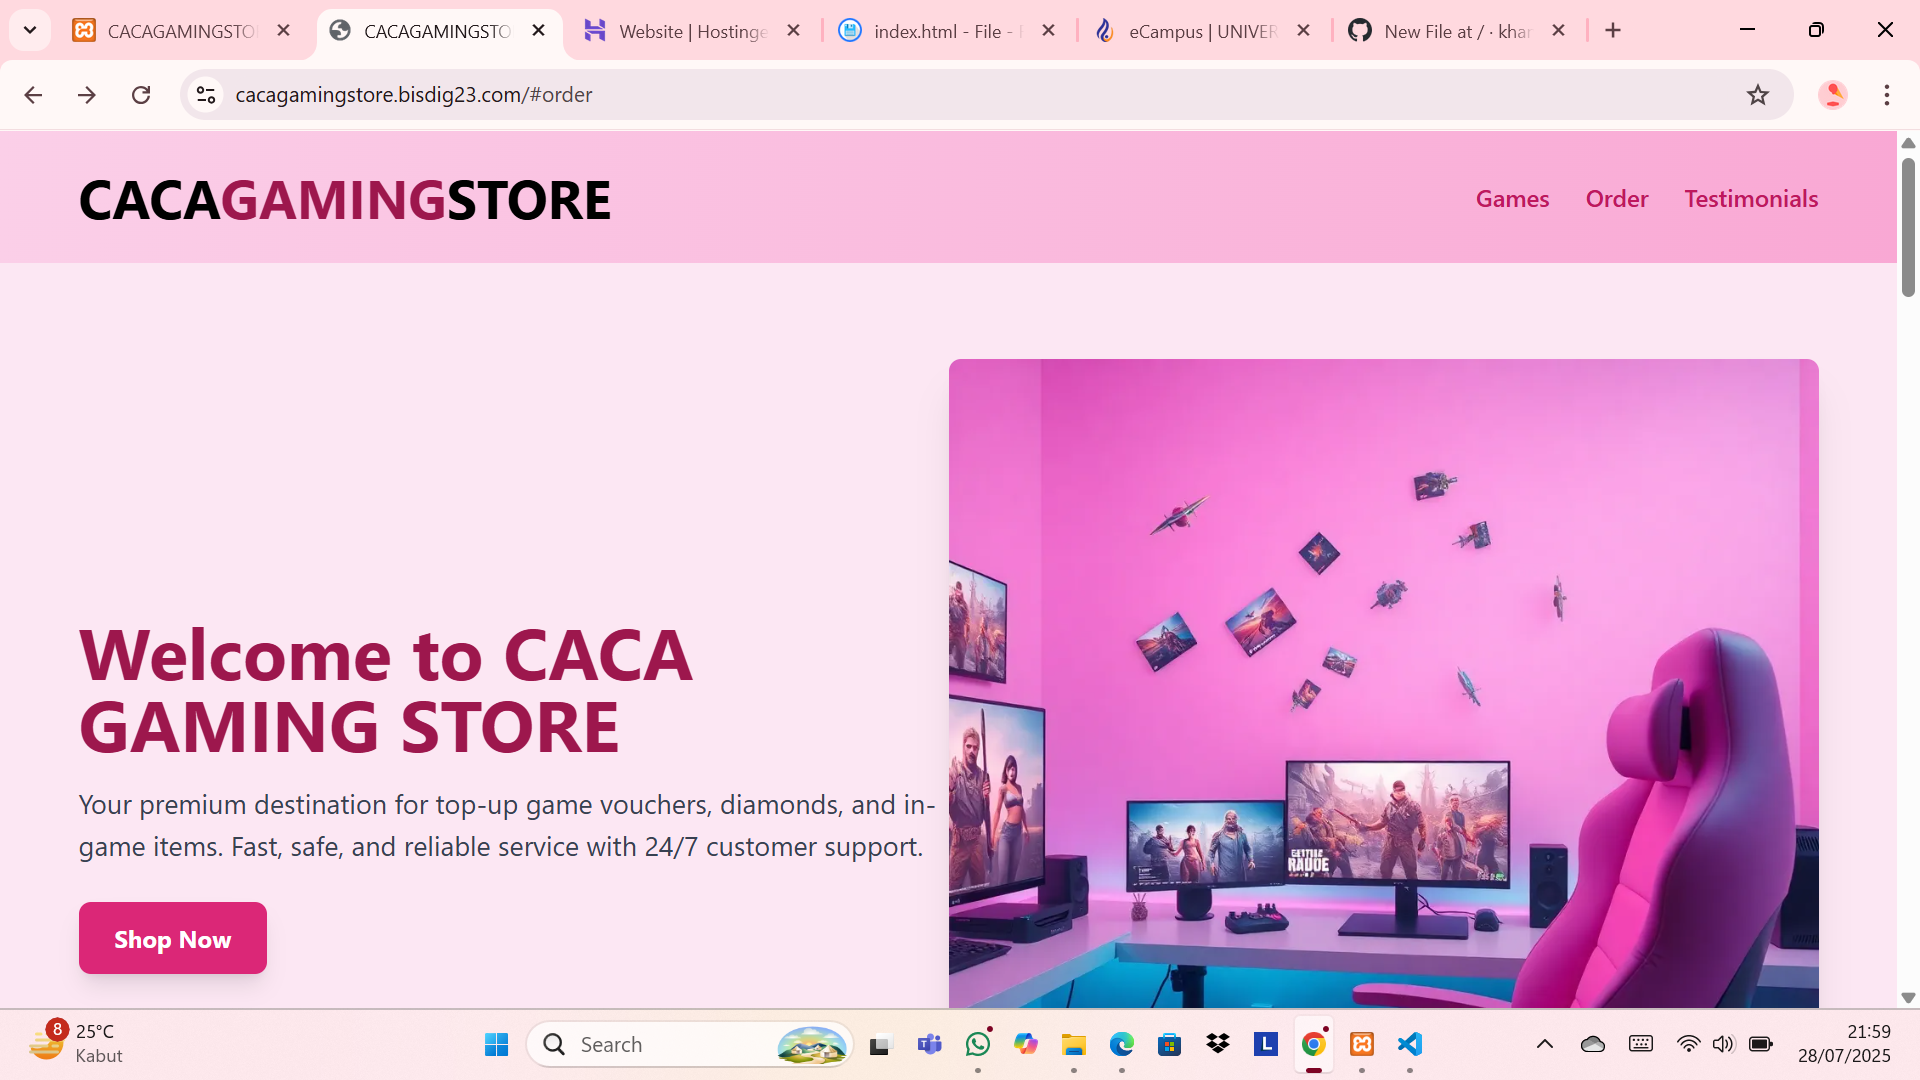 CACAGAMINGSTO
CACAGAMINGSTO
Website | Hostinge
index.html - File -
eCampus | UNIVER
New File at / · khar
cacagamingstore.bisdig23.com/#order
CACAGAMINGSTORE
Games
Order
Testimonials
Welcome to CACA
GAMING STORE
Your premium destination for top-up game vouchers, diamonds, and in-
game items. Fast, safe, and reliable service with 24/7 customer support.
Shop Now
RADOE
8
25°C
Kabut
Search
L
21:59
28/07/2025